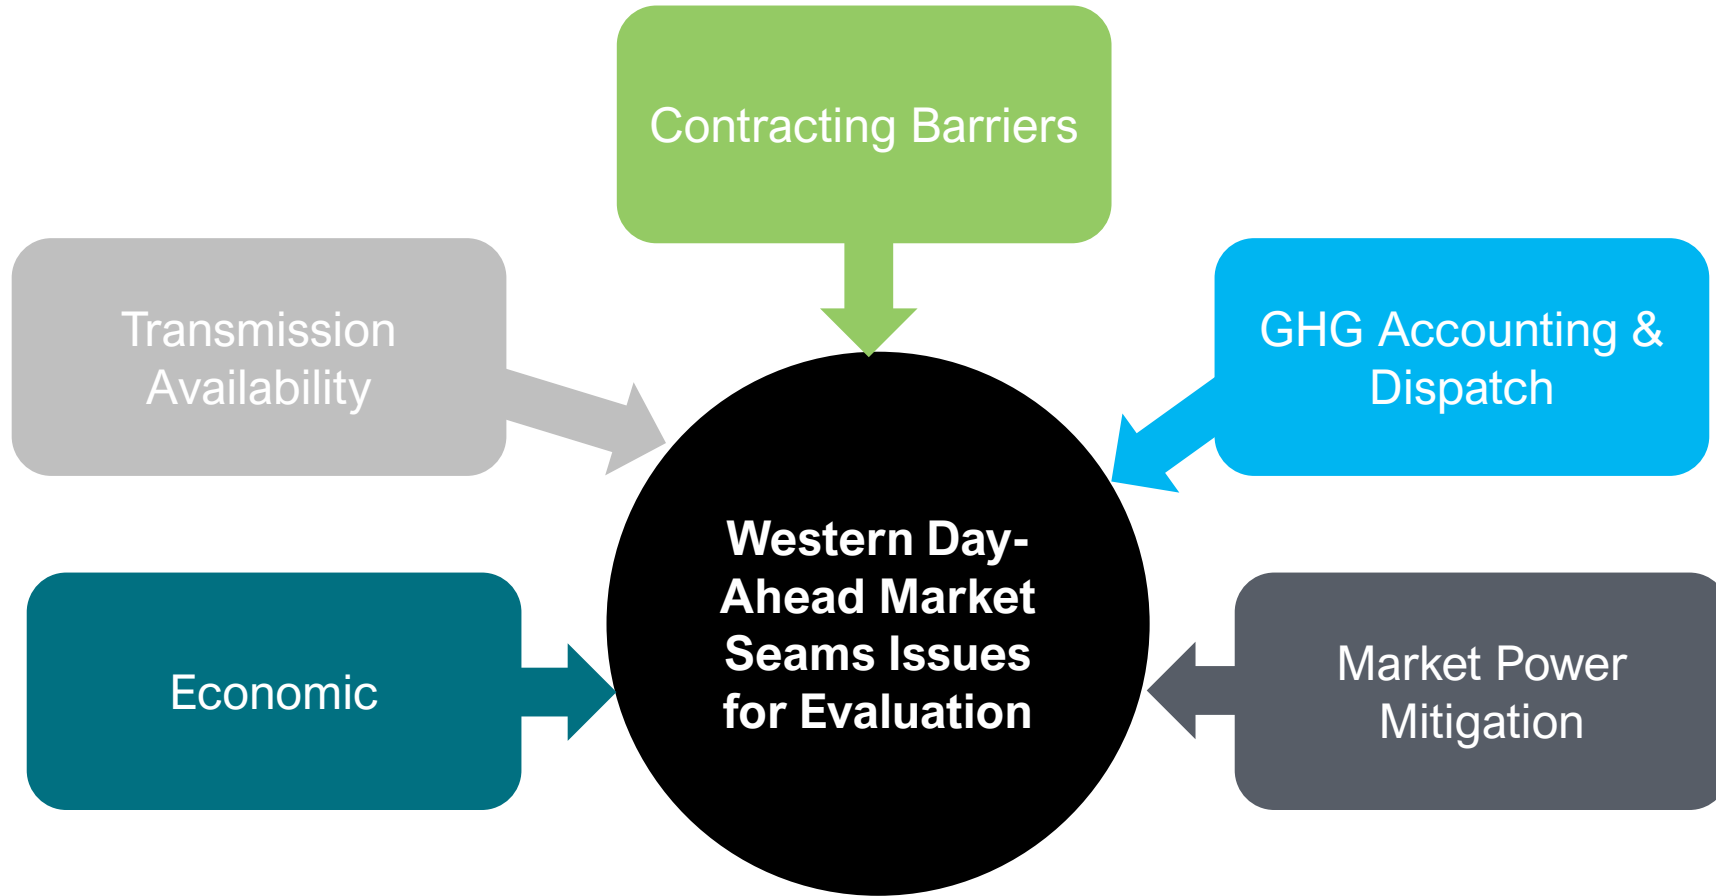 Contracting Barriers
Transmission
Availability
GHG Accounting &
Dispatch
Western Day-
Ahead Market
Seams Issues
for Evaluation
Economic
Market Power
Mitigation